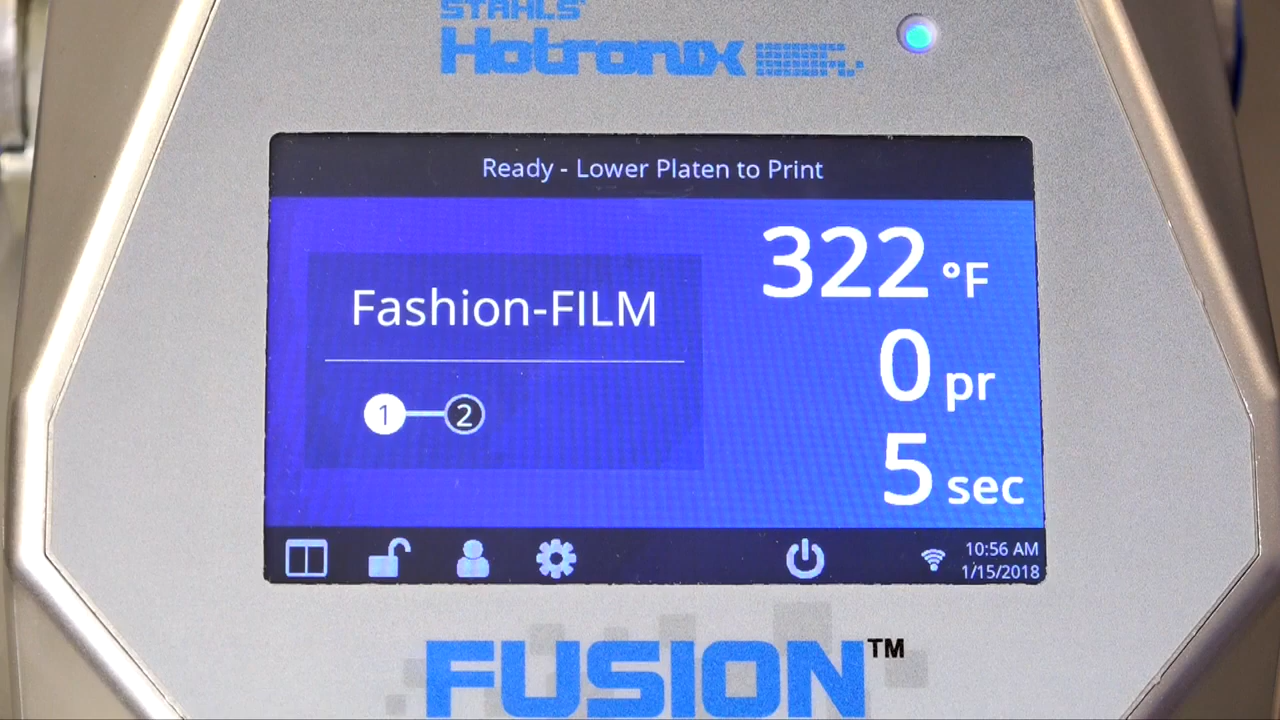 STAHLS'
Hotronix
Ready - Lower Platen to Print
322 °F
Fashion-FILM
0 pr
1 2
5 sec
10:56 AM
1/15/2018
FUSION™